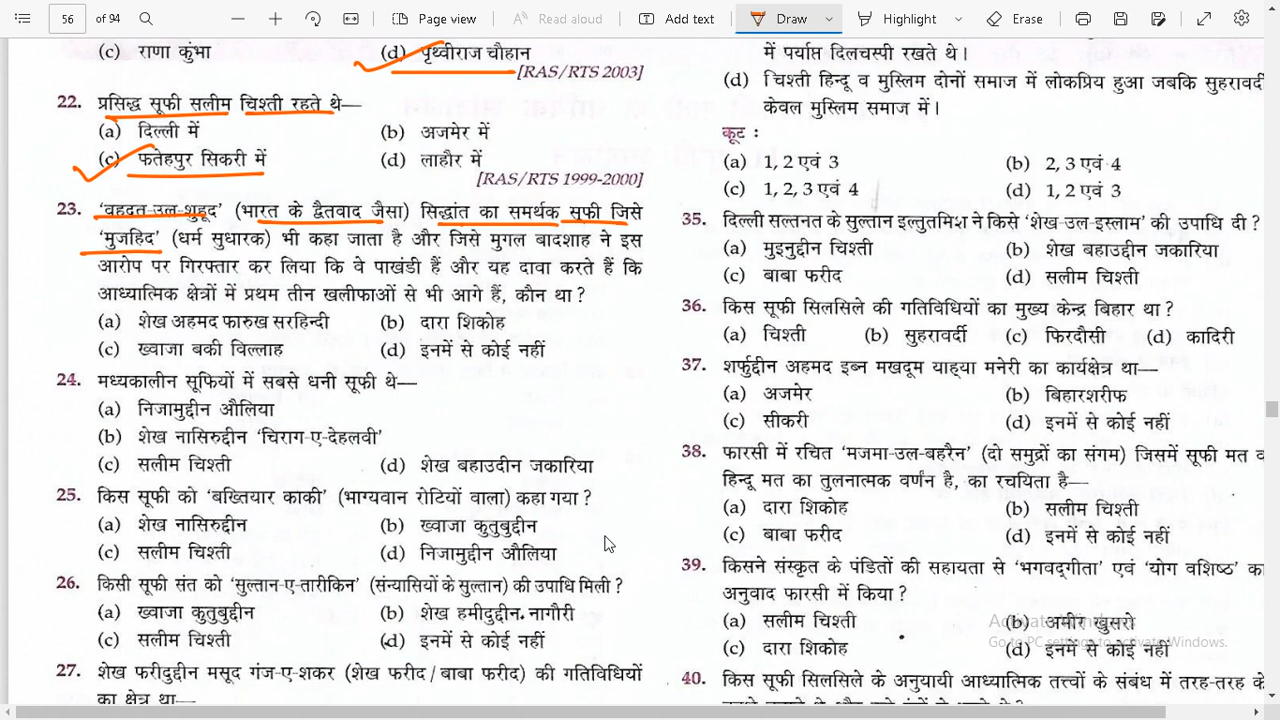 56 of 94 Page view Read aloud Add text Draw Highlight Erase
(c) राणा कुंभा (d) पृथ्वीराज चौहान
[RAS/RTS 2003]
22. प्रसिद्ध सूफी सलीम चिश्ती रहते थे—
(a) दिल्ली में (b) अजमेर में
(c) फतेहपुर सिकरी में (d) लाहौर में
[RAS/RTS 1999-2000]
23. 'वहदत-उल-शुहूद' (भारत के द्वैतवाद जैसा) सिद्धांत का समर्थक सूफी जिसे
'मुजहिद' (धर्म सुधारक) भी कहा जाता है और जिसे मुगल बादशाह ने इस
आरोप पर गिरफ्तार कर लिया कि वे पाखंडी हैं और यह दावा करते हैं कि
आध्यात्मिक क्षेत्रों में प्रथम तीन खलीफाओं से भी आगे हैं, कौन था ?
(a) शेख अहमद फारुख सरहिन्दी (b) दारा शिकोह
(c) ख्वाजा बकी विल्लाह (d) इनमें से कोई नहीं
24. मध्यकालीन सूफियों में सबसे धनी सूफी थे—
(a) निजामुद्दीन औलिया
(b) शेख नासिरुद्दीन 'चिराग-ए-देहलवी'
(c) सलीम चिश्ती (d) शेख बहाउदीन जकारिया
25. किस सूफी को 'बख्तियार काकी' (भाग्यवान रोटियों वाला) कहा गया ?
(a) शेख नासिरुद्दीन (b) ख्वाजा कुतुबुद्दीन
(c) सलीम चिश्ती (d) निजामुद्दीन औलिया
26. किसी सूफी संत को 'सुल्तान-ए-तारीकिन' (संन्यासियों के सुल्तान) की उपाधि मिली ?
(a) ख्वाजा कुतुबुद्दीन (b) शेख हमीदुद्दीन नागौरी
(c) सलीम चिश्ती (d) इनमें से कोई नहीं
27. शेख फरीदुद्दीन मसूद गंज-ए-शकर (शेख फरीद / बाबा फरीद) की गतिविधियों
का क्षेत्र था—
में पर्याप्त दिलचस्पी रखते थे।
(d) चिश्ती हिन्दू व मुस्लिम दोनों समाज में लोकप्रिय हुआ जबकि सुहरावर्दी
केवल मुस्लिम समाज में।
कूट :
(a) 1, 2 एवं 3 (b) 2, 3 एवं 4
(c) 1, 2, 3 एवं 4 (d) 1, 2 एवं 3
35. दिल्ली सल्तनत के सुल्तान इल्तुतमिश ने किसे 'शेख-उल-इस्लाम' की उपाधि दी ?
(a) मुइनुद्दीन चिश्ती (b) शेख बहाउद्दीन जकारिया
(c) बाबा फरीद (d) सलीम चिश्ती
36. किस सूफी सिलसिले की गतिविधियों का मुख्य केन्द्र बिहार था ?
(a) चिश्ती (b) सुहरावर्दी (c) फिरदौसी (d) कादिरी
37. शर्फुद्दीन अहमद इब्न मखदूम याह्या मनेरी का कार्यक्षेत्र था—
(a) अजमेर (b) बिहारशरीफ
(c) सीकरी (d) इनमें से कोई नहीं
38. फारसी में रचित 'मजमा-उल-बहरैन' (दो समुद्रों का संगम) जिसमें सूफी मत व
हिन्दू मत का तुलनात्मक वर्णन है, का रचयिता है—
(a) दारा शिकोह (b) सलीम चिश्ती
(c) बाबा फरीद (d) इनमें से कोई नहीं
39. किसने संस्कृत के पंडितों की सहायता से 'भगवद्गीता' एवं 'योग वशिष्ठ' का
अनुवाद फारसी में किया ?
(a) सलीम चिश्ती (b) अमीर खुसरो
(c) दारा शिकोह (d) इनमें से कोई नहीं
Activate Windows
Go to PC settings to activate Windows.
40. किस सूफी सिलसिले के अनुयायी आध्यात्मिक तत्त्वों के संबंध में तरह-तरह के